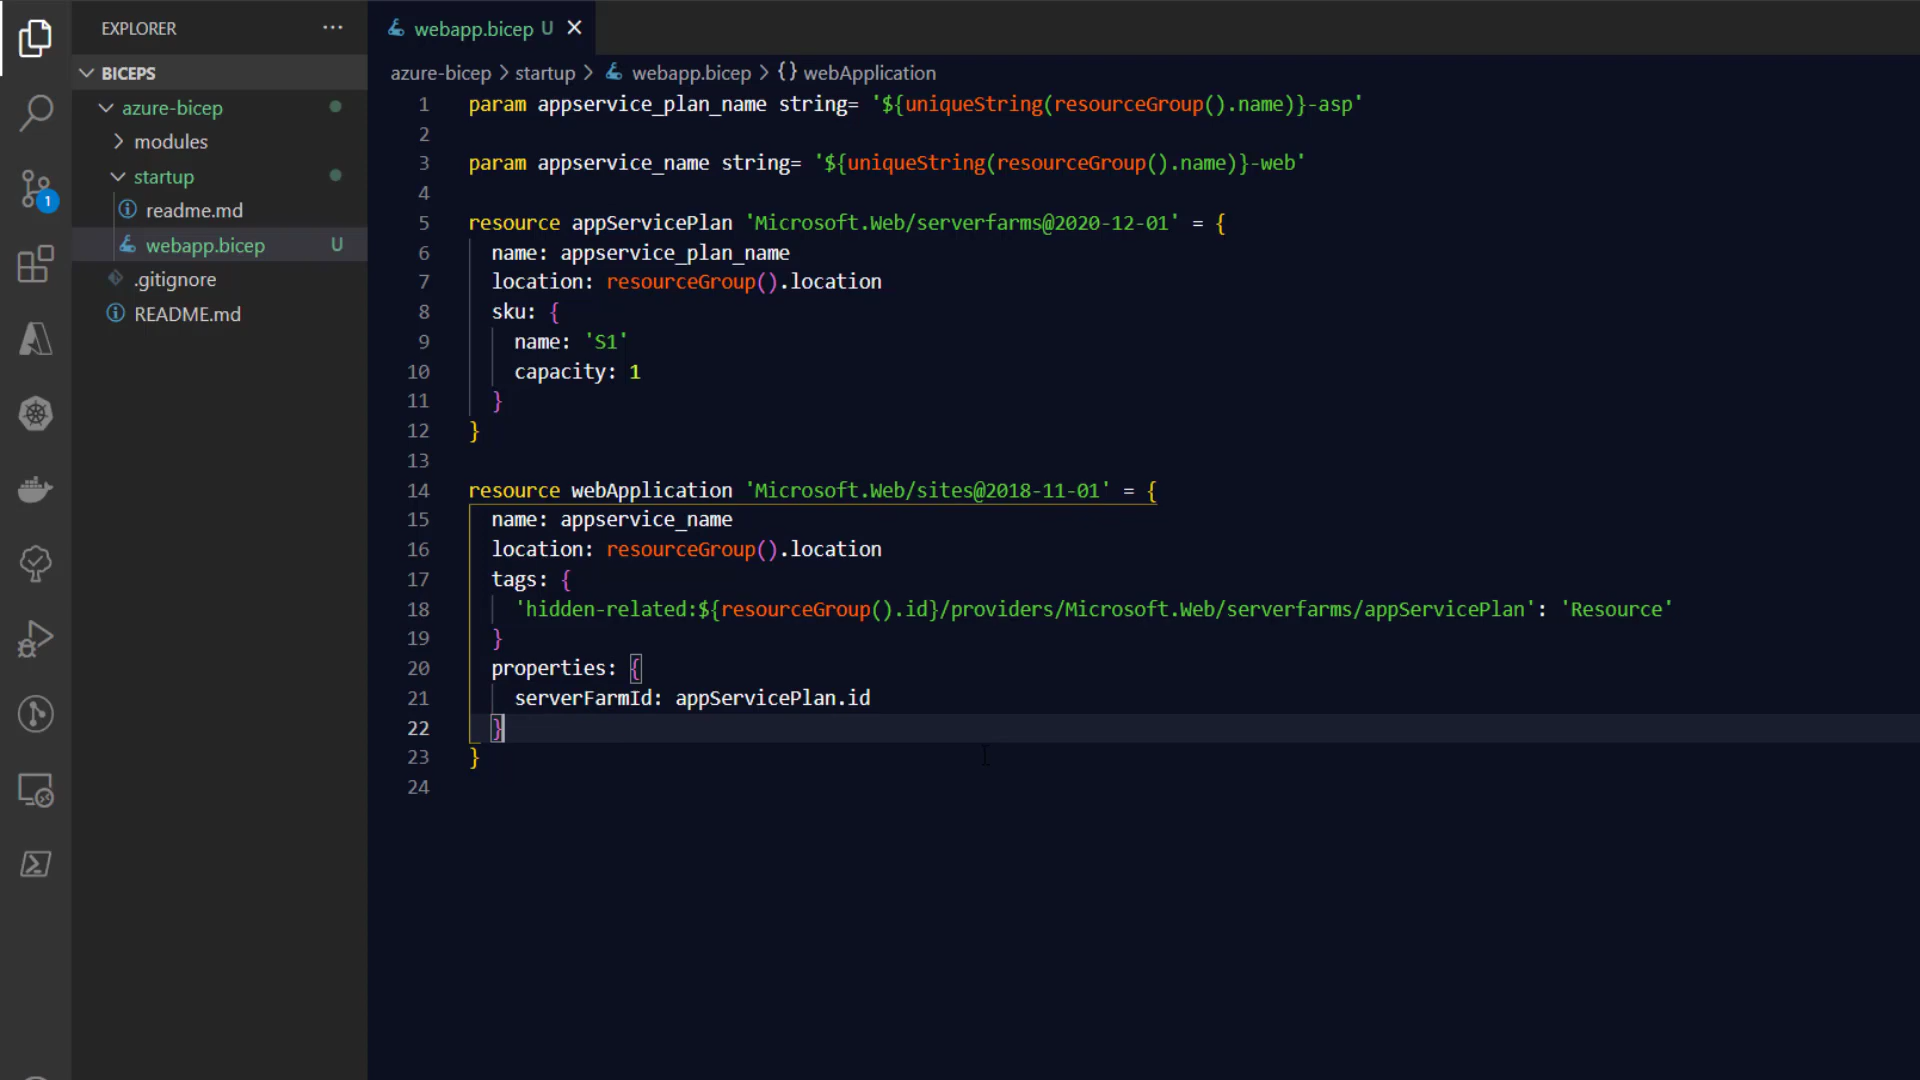 EXPLORER ···
BICEPS
azure-bicep
modules
startup
readme.md
webapp.bicep U
.gitignore
README.md
1
webapp.bicep U
azure-bicep > startup > webapp.bicep > {} webApplication
1 param appservice_plan_name string= '${uniqueString(resourceGroup().name)}-asp'
2
3 param appservice_name string= '${uniqueString(resourceGroup().name)}-web'
4
5 resource appServicePlan 'Microsoft.Web/serverfarms@2020-12-01' = {
6 name: appservice_plan_name
7 location: resourceGroup().location
8 sku: {
9 name: 'S1'
10 capacity: 1
11 }
12 }
13
14 resource webApplication 'Microsoft.Web/sites@2018-11-01' = {
15 name: appservice_name
16 location: resourceGroup().location
17 tags: {
18 'hidden-related:${resourceGroup().id}/providers/Microsoft.Web/serverfarms/appServicePlan': 'Resource'
19 }
20 properties: {
21 serverFarmId: appServicePlan.id
22 }
23 }
24